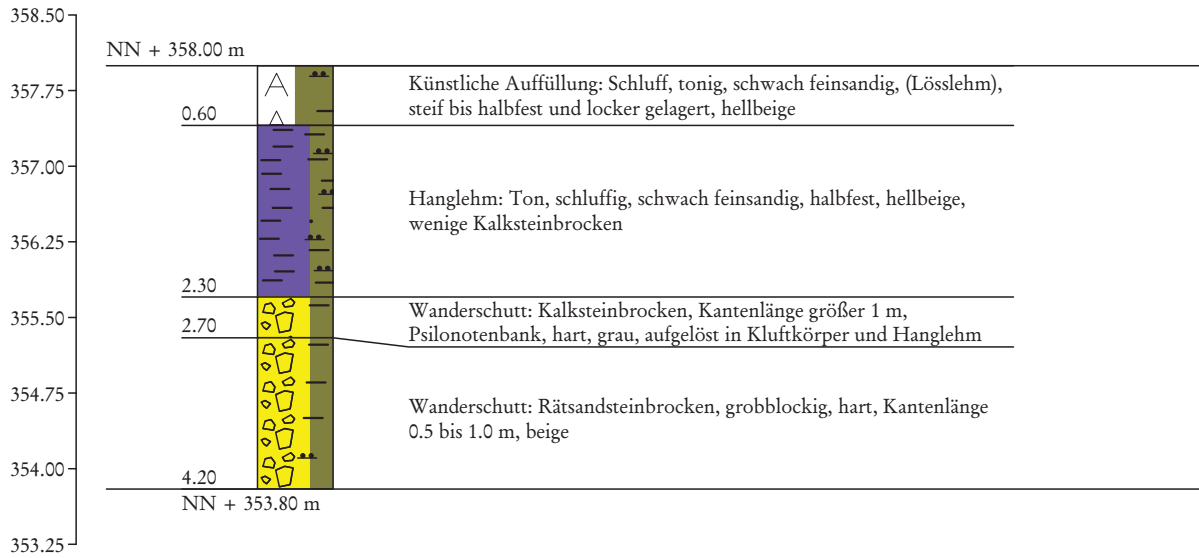 358.50
NN + 358.00 m
357.75
0.60
A
A
Künstliche Auffüllung: Schluff, tonig, schwach feinsandig, (Lösslehm),
steif bis halbfest und locker gelagert, hellbeige
357.00
Hanglehm: Ton, schluffig, schwach feinsandig, halbfest, hellbeige,
wenige Kalksteinbrocken
356.25
2.30
355.50
2.70
Wanderschutt: Kalksteinbrocken, Kantenlänge größer 1 m,
Psilonotenbank, hart, grau, aufgelöst in Kluftkörper und Hanglehm
354.75
Wanderschutt: Rätsandsteinbrocken, grobblockig, hart, Kantenlänge
0.5 bis 1.0 m, beige
354.00
4.20
NN + 353.80 m
353.25